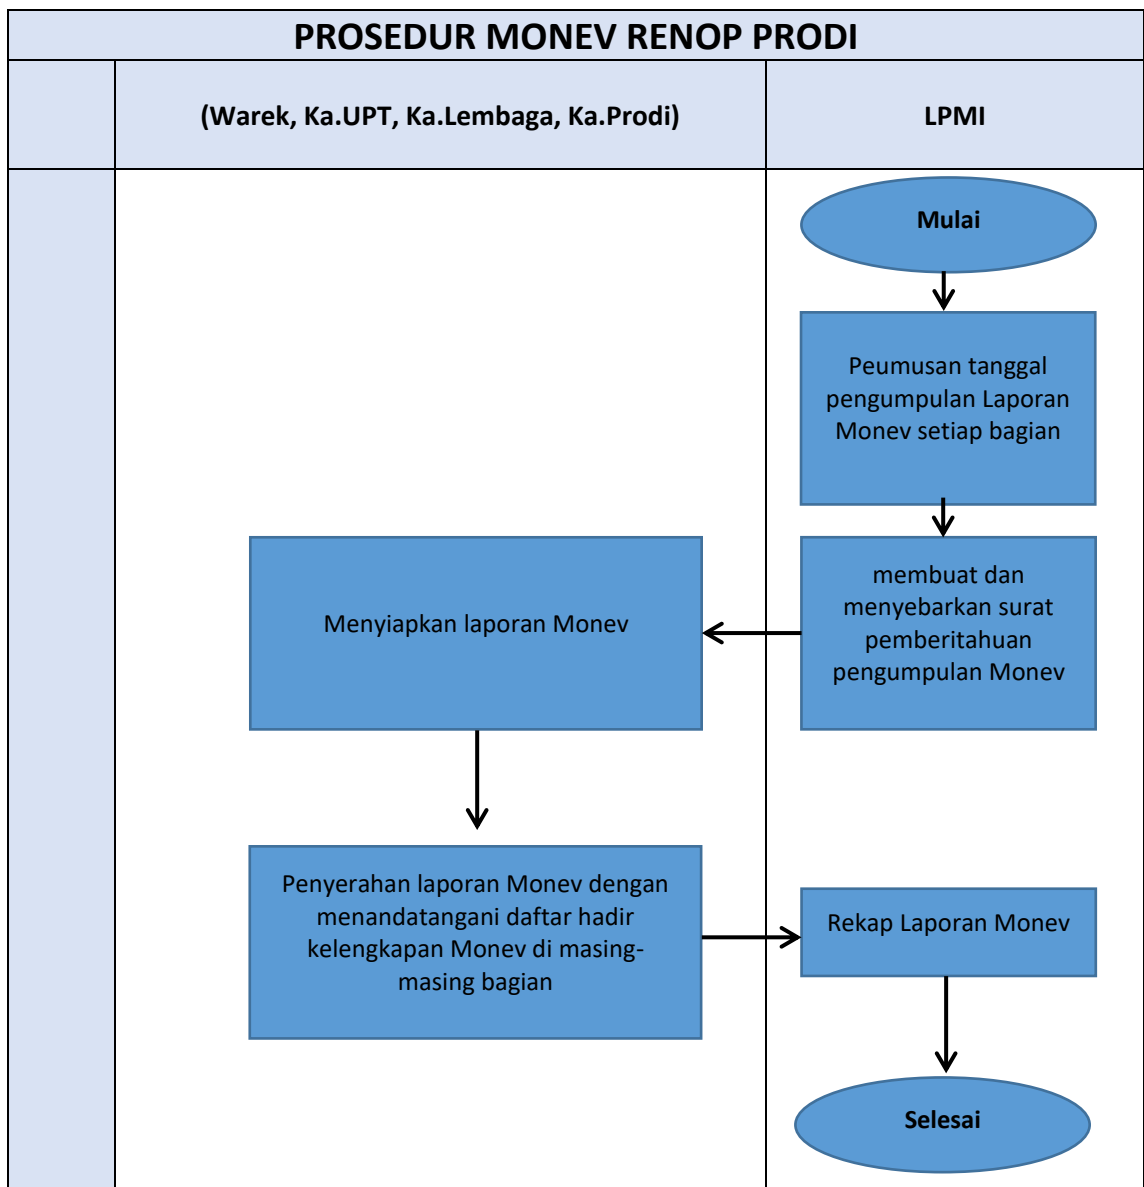 PROSEDUR MONEV RENOP PRODI
(Warek, Ka.UPT, Ka.Lembaga, Ka.Prodi)
LPMI
Mulai
Peumusan tanggal
pengumpulan Laporan
Monev setiap bagian
membuat dan
menyebarkan surat
pemberitahuan
pengumpulan Monev
Menyiapkan laporan Monev
Penyerahan laporan Monev dengan
menandatangani daftar hadir
kelengkapan Monev di masing-
masing bagian
Rekap Laporan Monev
Selesai